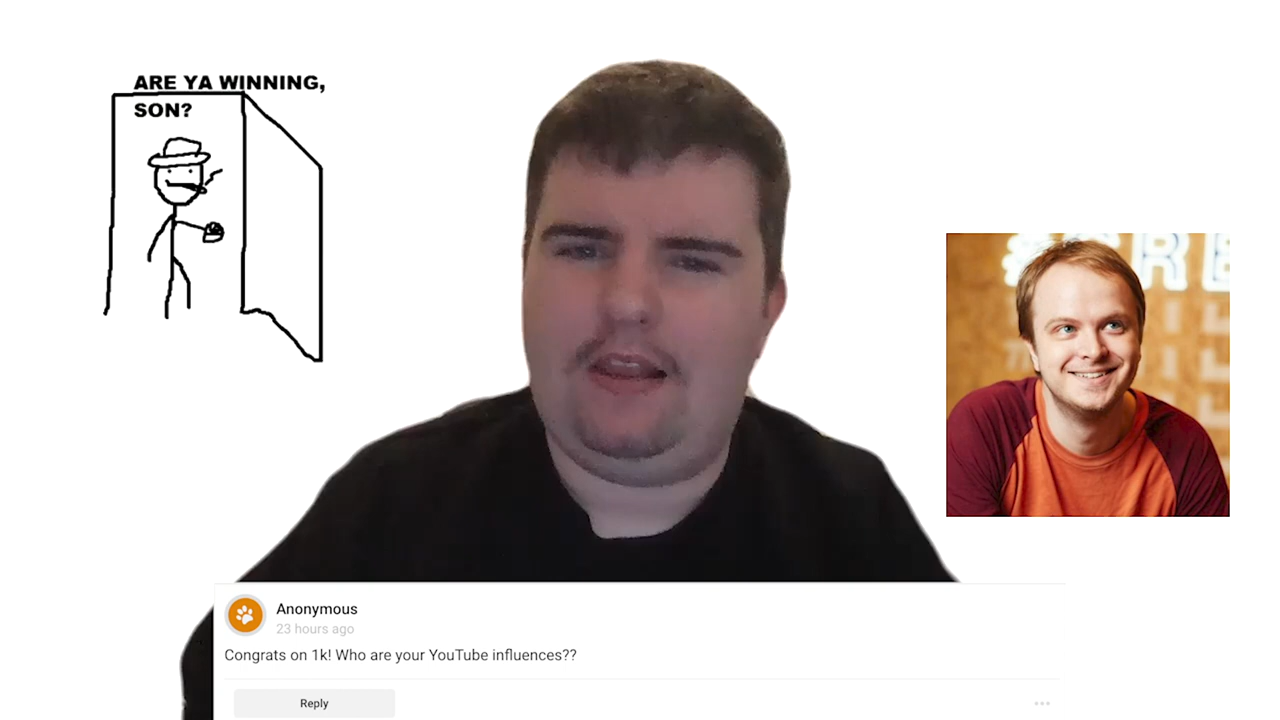 ARE YA WINNING,
SON?
Anonymous
23 hours ago
Congrats on 1k! Who are your YouTube influences??
Reply